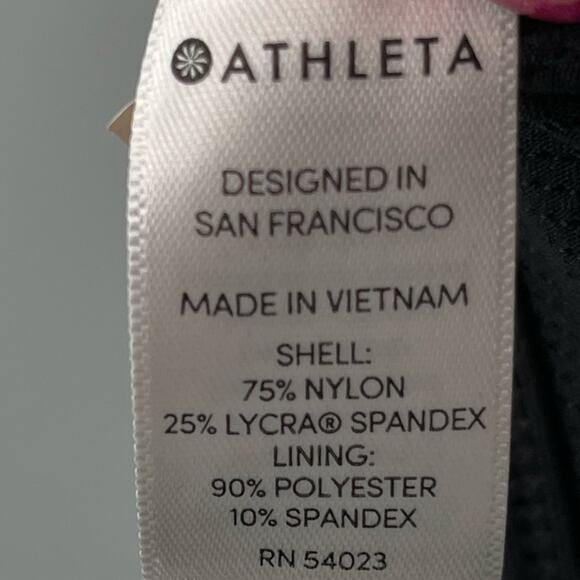 ATHLETA
DESIGNED IN
SAN FRANCISCO
MADE IN VIETNAM
SHELL:
75% NYLON
25% LYCRA® SPANDEX
LINING:
90% POLYESTER
10% SPANDEX
RN 54023